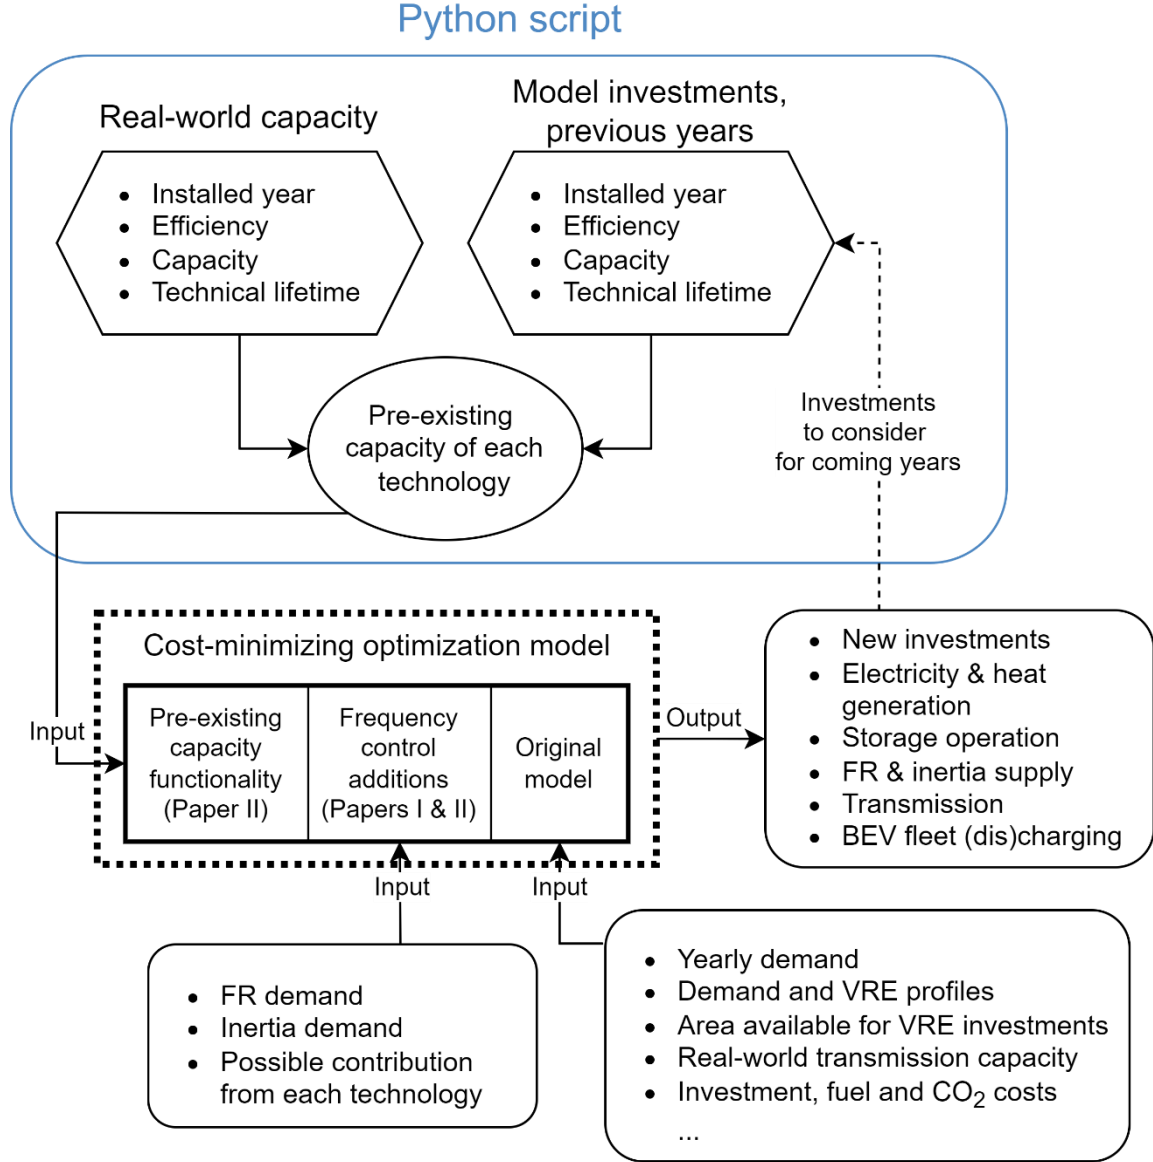 Python script
Real-world capacity
• Installed year
• Efficiency
• Capacity
• Technical lifetime
Model investments,
previous years
• Installed year
• Efficiency
• Capacity
• Technical lifetime
Pre-existing
capacity of each
technology
Investments
to consider
for coming years
Cost-minimizing optimization model
Input
Pre-existing
capacity
functionality
(Paper II)
Frequency
control
additions
(Papers I & II)
Original
model
Output
• New investments
• Electricity & heat
generation
• Storage operation
• FR & inertia supply
• Transmission
• BEV fleet (dis)charging
Input
Input
• FR demand
• Inertia demand
• Possible contribution
from each technology
• Yearly demand
• Demand and VRE profiles
• Area available for VRE investments
• Real-world transmission capacity
• Investment, fuel and CO₂ costs
...